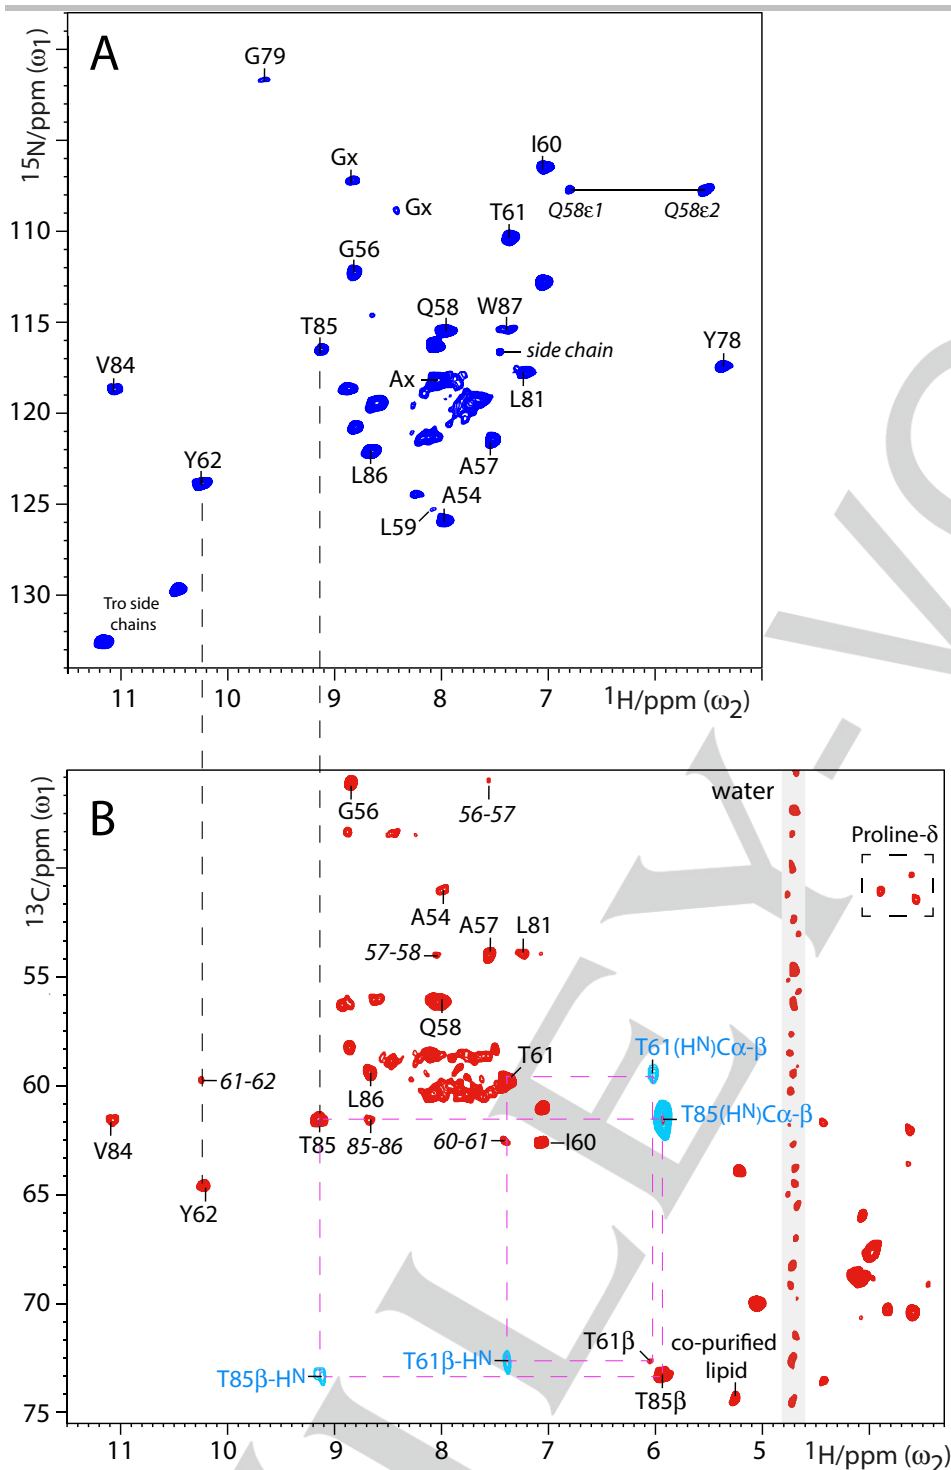 A
15N/ppm (ω1)
G79
Gx
I60
Gx
Q58ε1
Q58ε2
T61
110
G56
Q58
W87
T85
115
side chain
Y78
V84
Ax
L81
120
L86
Y62
A57
A54
125
L59
130
Tro side
chains
11
10
9
8
7
1H/ppm (ω2)
B
13C/ppm (ω1)
G56
56-57
water
Proline-δ
A54
A57
L81
57-58
55
Q58
T61(HN)Cα-β
T61
60
61-62
L86
T85(HN)Cα-β
V84
T85
85-86
60-61
I60
65
Y62
70
T61β
co-purified
lipid
T61β-HN
T85β-HN
T85β
75
11
10
9
8
7
6
5
1H/ppm (ω2)
WILEY-VC